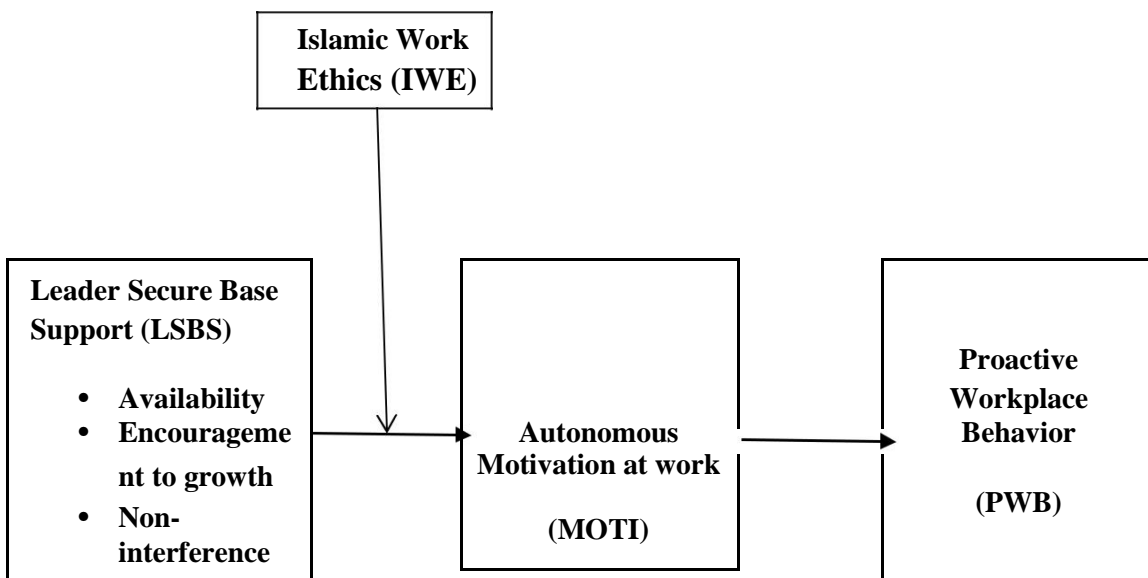 Islamic Work
Ethics (IWE)
Leader Secure Base
Support (LSBS)
• Availability
• Encourageme
nt to growth
• Non-
interference
Autonomous
Motivation at work
(MOTI)
Proactive
Workplace
Behavior
(PWB)